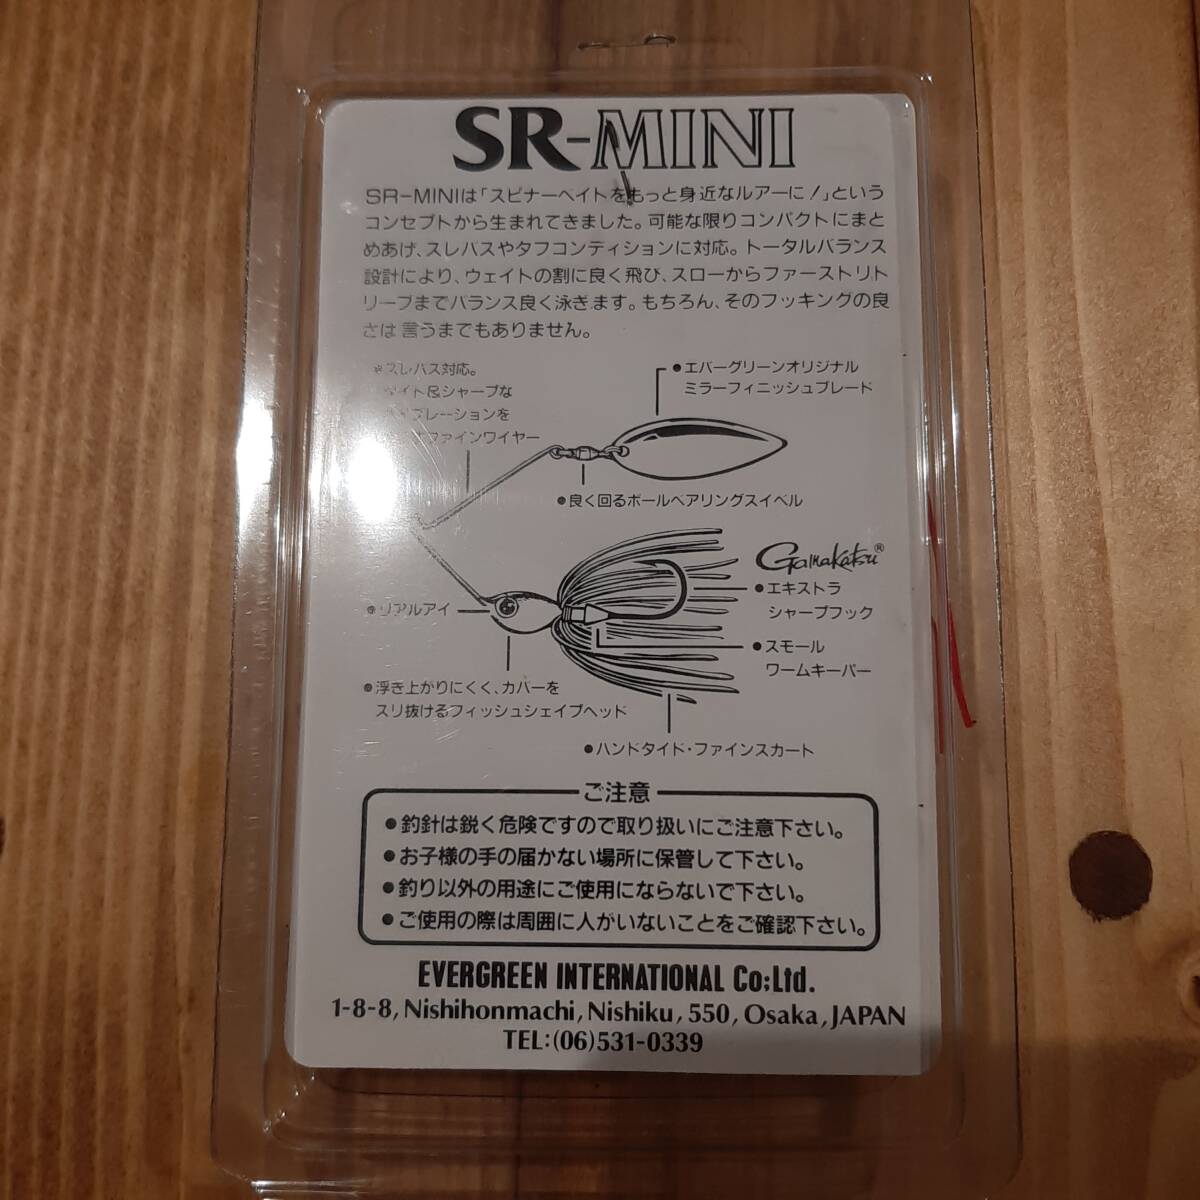 SR-MINI
SR-MINIは「スピナーベイトをもっと身近なルアーに!」という
コンセプトから生まれてきました。可能な限りコンパクトにまと
めあげ、スレバスやタフコンディションに対応。トータルバランス
設計により、ウェイトの割に良く飛び、スローからファーストリト
リーブまでバランス良く泳ぎます。もちろん、そのフッキングの良
さは言うまでもありません。
スレバス対応。
&シャープな
ファインワイヤー
●エバーグリーンオリジナル
ミラーフィニッシュブレード
●良く回るボールベアリングスイベル
Gamakatsu®
●エキストラ
シャープフック
●リアルアイ
●スモール
ワームキーパー
●浮き上がりにくく、カバーを
スリ抜けるフィッシュシェイプヘッド
●ハンドタイド・ファインスカート
ご注意
●釣針は鋭く危険ですので取り扱いにご注意下さい。
●お子様の手の届かない場所に保管して下さい。
●釣り以外の用途にご使用にならないで下さい。
●ご使用の際は周囲に人がいないことをご確認下さい。
EVERGREEN INTERNATIONAL Co;Ltd.
1-8-8, Nishihonmachi, Nishiku, 550, Osaka, JAPAN
TEL:(06)531-0339